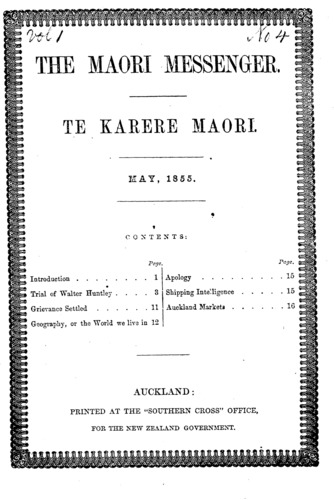 Vol 1 No 4
THE MAORI MESSENGER.
TE KARERE MAORI.
MAY, 1855.
CONTENTS:
Page.
Introduction . . . . . . . . . 1
Trial of Walter Huntley . . . . 3
Grievance Settled . . . . . . 11
Geography, or the World we live in 12
Page.
Apology . . . . . . . . . . 15
Shipping Intelligence . . . . . 15
Auckland Markets . . . . . . 16
AUCKLAND:
PRINTED AT THE "SOUTHERN CROSS" OFFICE,
FOR THE NEW ZEALAND GOVERNMENT.